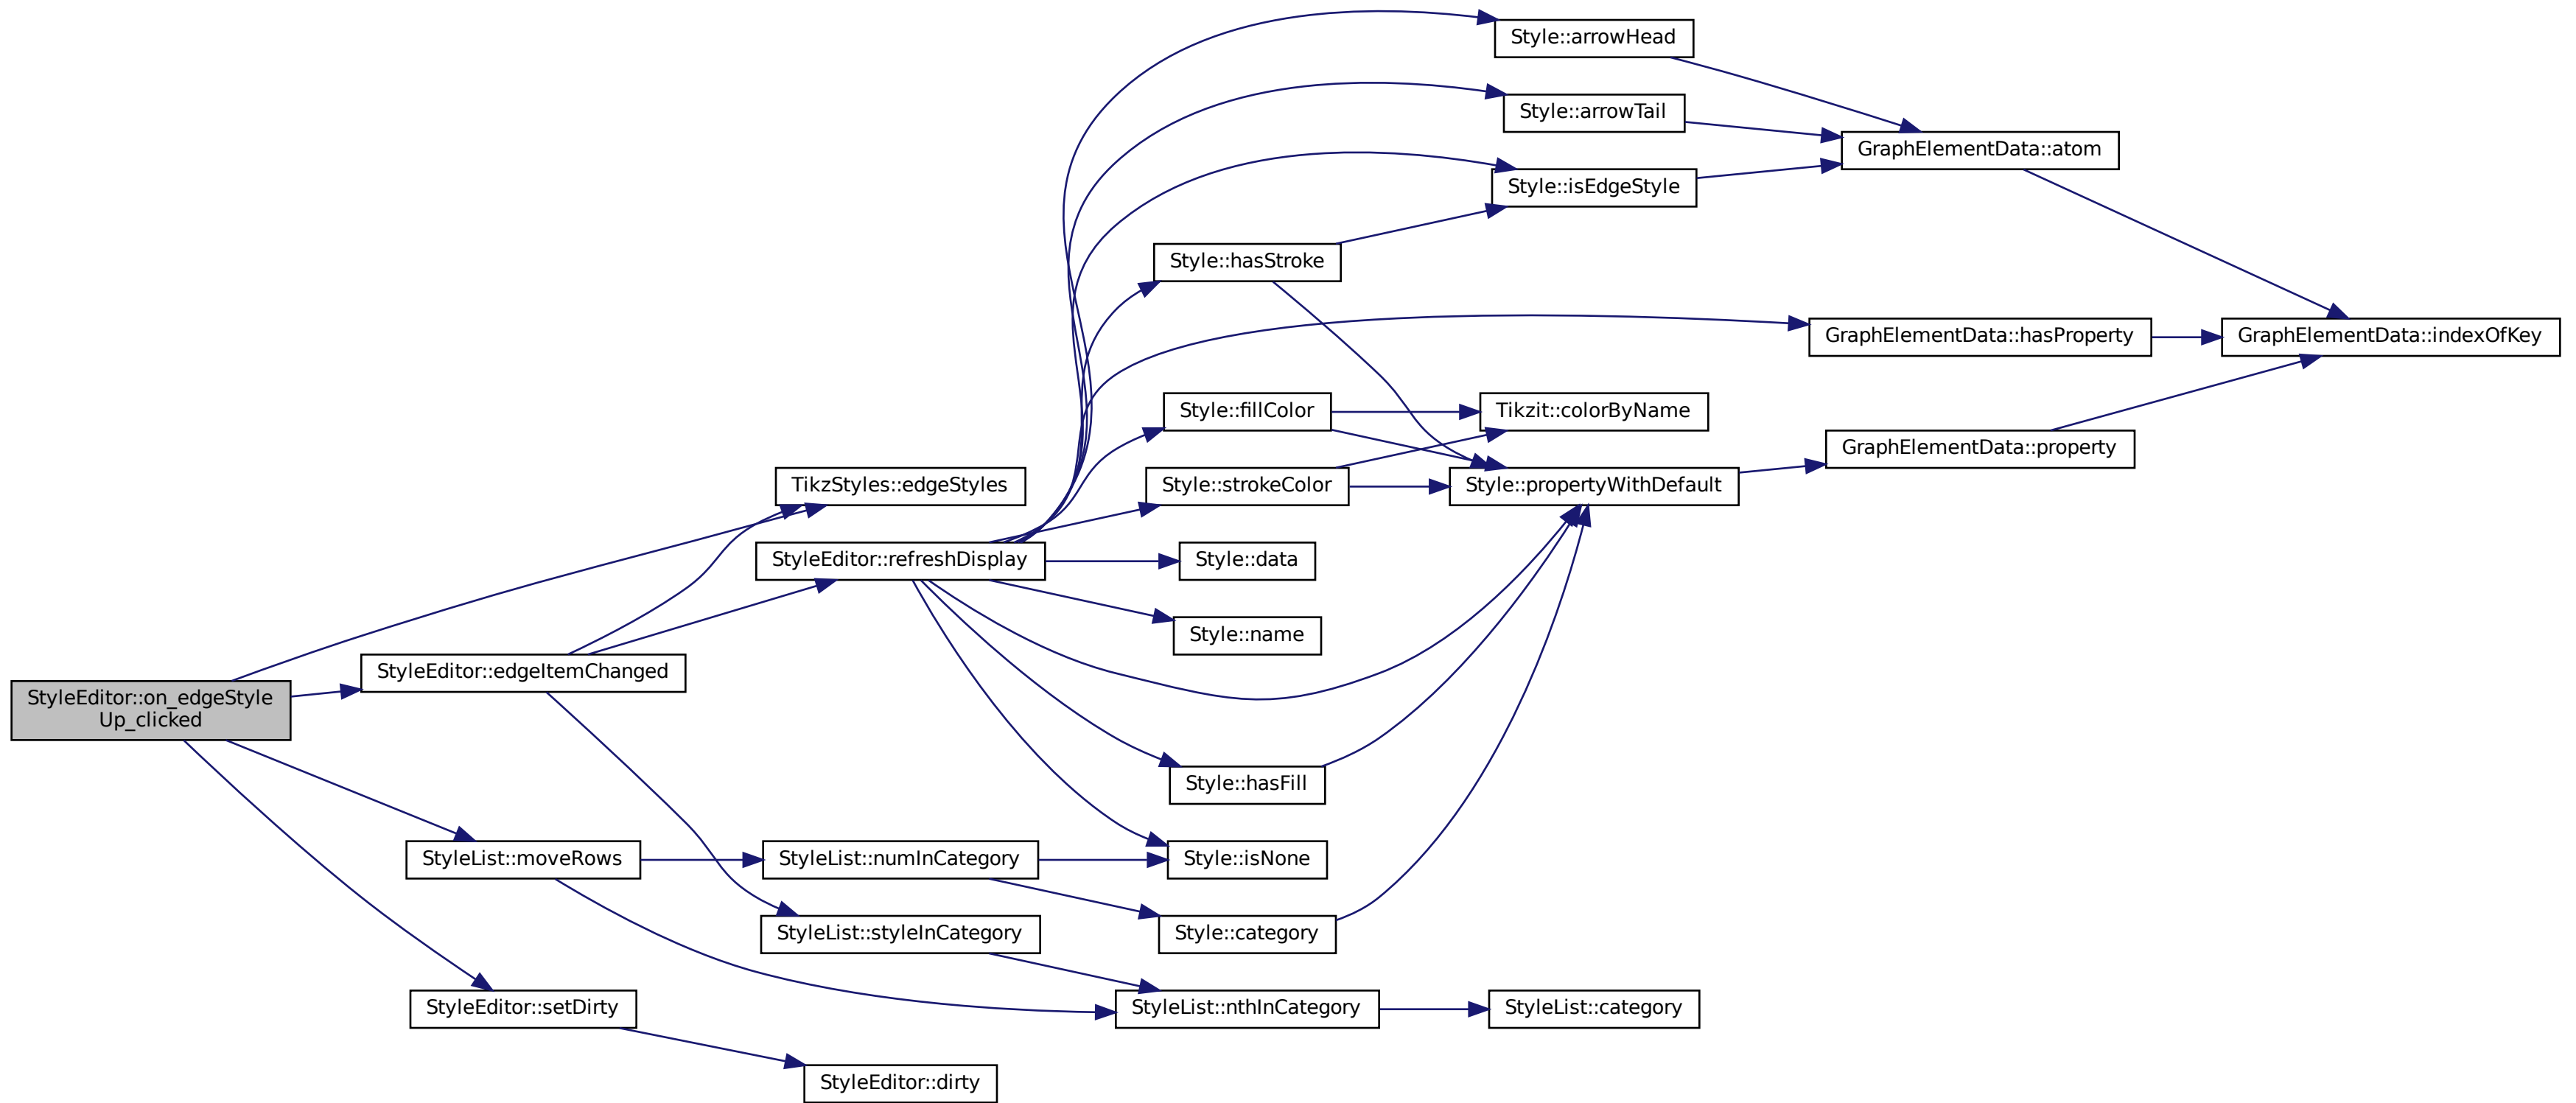 Style::arrowHead
Style::arrowTail
GraphElementData::atom
Style::isEdgeStyle
Style::hasStroke
GraphElementData::hasProperty
GraphElementData::indexOfKey
Style::fillColor
Tikzit::colorByName
GraphElementData::property
TikzStyles::edgeStyles
Style::strokeColor
Style::propertyWithDefault
StyleEditor::refreshDisplay
Style::data
Style::name
StyleEditor::edgeItemChanged
StyleEditor::on_edgeStyle
Up_clicked
Style::hasFill
StyleList::moveRows
StyleList::numInCategory
Style::isNone
StyleList::styleInCategory
Style::category
StyleEditor::setDirty
StyleList::nthInCategory
StyleList::category
StyleEditor::dirty